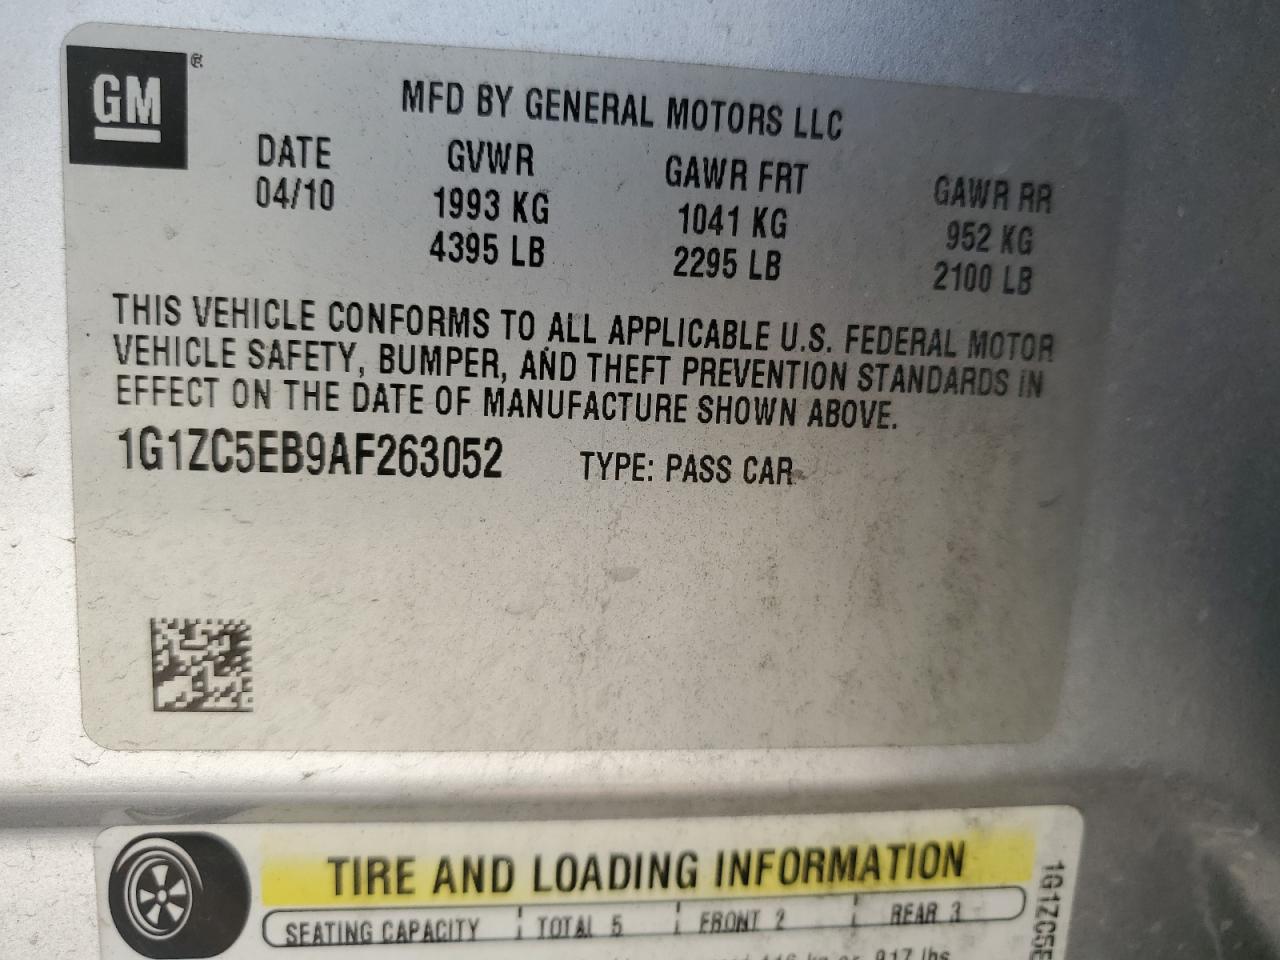 GM ®
MFD BY GENERAL MOTORS LLC
DATE GVWR GAWR FRT GAWR RR
04/10 1993 KG 1041 KG 952 KG
4395 LB 2295 LB 2100 LB
THIS VEHICLE CONFORMS TO ALL APPLICABLE U.S. FEDERAL MOTOR
VEHICLE SAFETY, BUMPER, AND THEFT PREVENTION STANDARDS IN
EFFECT ON THE DATE OF MANUFACTURE SHOWN ABOVE.
1G1ZC5EB9AF263052 TYPE: PASS CAR
TIRE AND LOADING INFORMATION
SEATING CAPACITY TOTAL 5 FRONT 2 REAR 3
917 lbs
1G1ZC5E